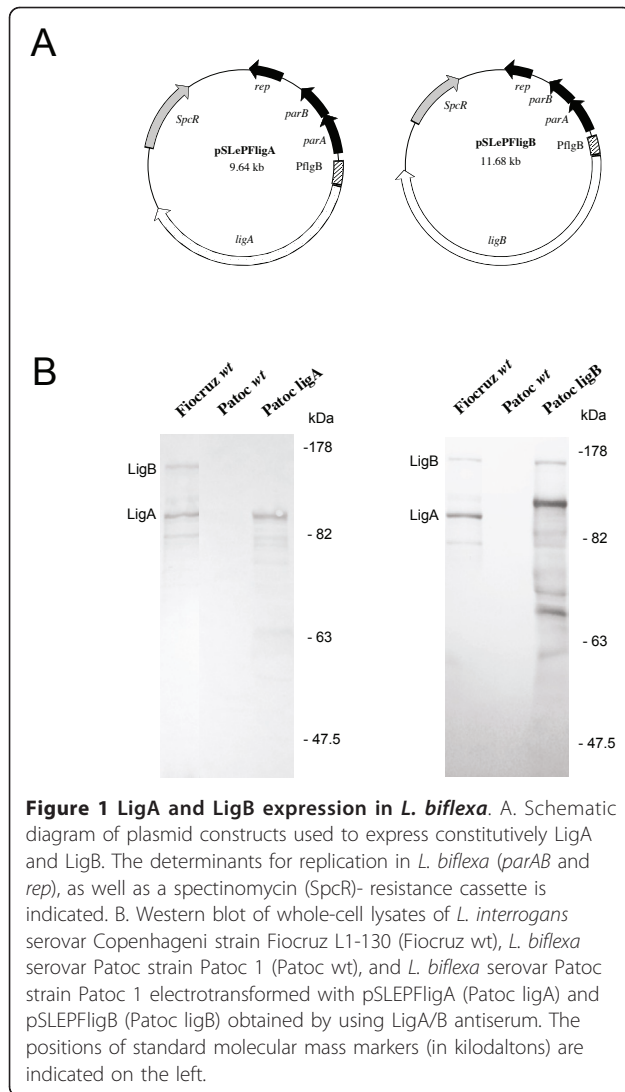 A
rep
parB
parA
SpcR
pSLePFligA
9.64 kb
PflgB
ligA
rep
parB
parA
SpcR
pSLePFligB
11.68 kb
PflgB
ligB
B
Fiocruz wt
Patoc wt
Patoc ligA
kDa
-178
LigB
LigA
- 82
- 63
- 47.5
Fiocruz wt
Patoc wt
Patoc ligB
kDa
-178
LigB
LigA
- 82
- 63
- 47.5
Figure 1 LigA and LigB expression in L. biflexa. A. Schematic
diagram of plasmid constructs used to express constitutively LigA
and LigB. The determinants for replication in L. biflexa (parAB and
rep), as well as a spectinomycin (SpcR)- resistance cassette is
indicated. B. Western blot of whole-cell lysates of L. interrogans
serovar Copenhageni strain Fiocruz L1-130 (Fiocruz wt), L. biflexa
serovar Patoc strain Patoc 1 (Patoc wt), and L. biflexa serovar Patoc
strain Patoc 1 electrotransformed with pSLEPFligA (Patoc ligA) and
pSLEPFligB (Patoc ligB) obtained by using LigA/B antiserum. The
positions of standard molecular mass markers (in kilodaltons) are
indicated on the left.